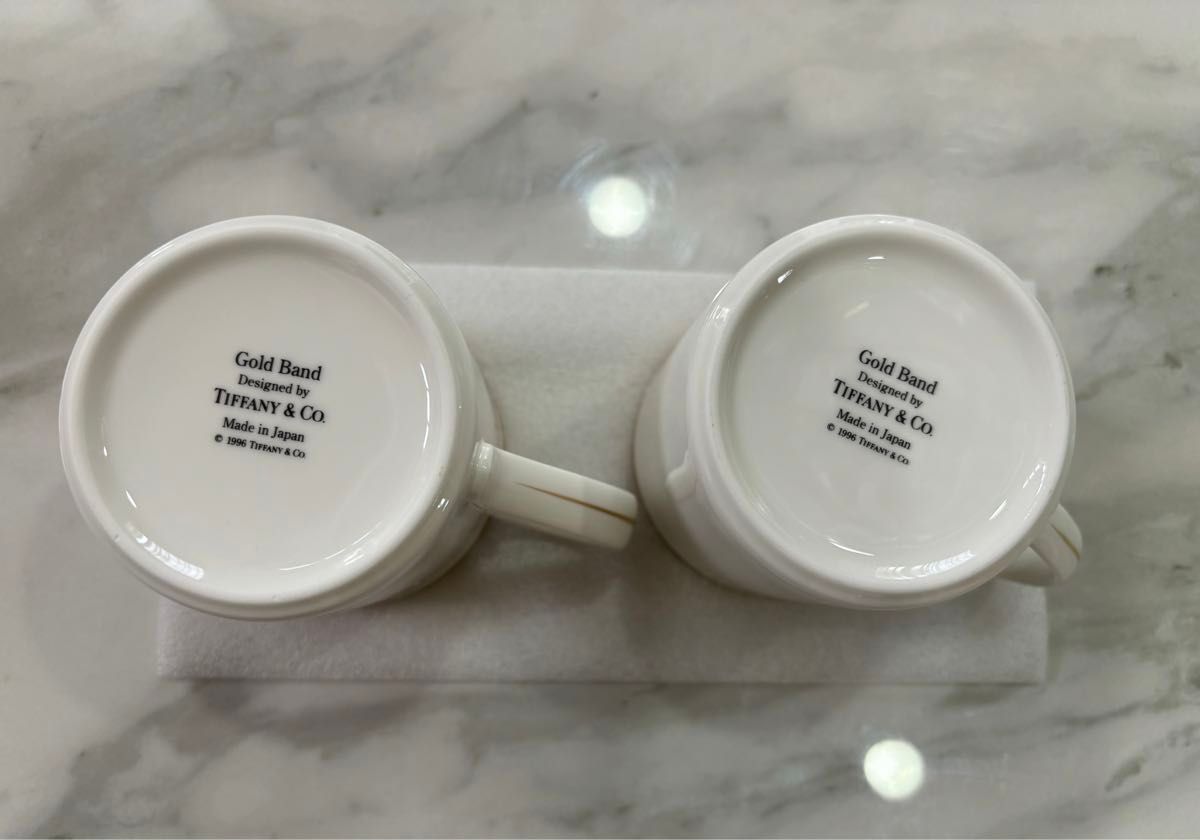 Gold Band
Designed by
TIFFANY & CO.
Made in Japan
© 1996 TIFFANY & CO.
Gold Band
Designed by
TIFFANY & CO.
Made in Japan
© 1996 TIFFANY & CO.